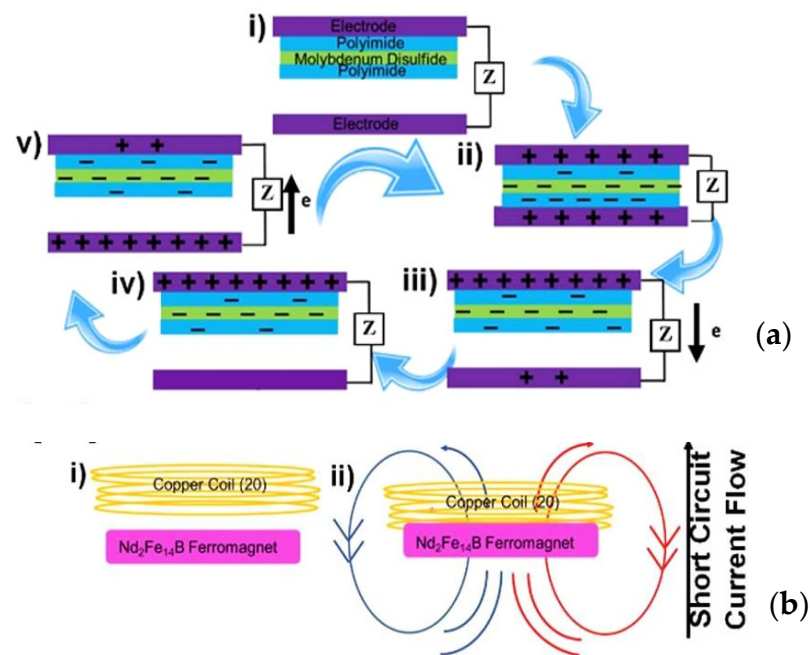 i)
Electrode
Polyimide
Molybdenum Disulfide
Polyimide
Z
Electrode
ii)
+ + + + +
Z
+ + + + +
iii)
+ + + + + + + +
Z
e
+ +
iv)
+ + + + + + + +
Z
v)
+ +
Z
e
+ + + + + + + +
(a)
i)
Copper Coil (20)
Nd₂Fe₁₄B Ferromagnet
ii)
Copper Coil (20)
Nd₂Fe₁₄B Ferromagnet
Short Circuit
Current Flow
(b)